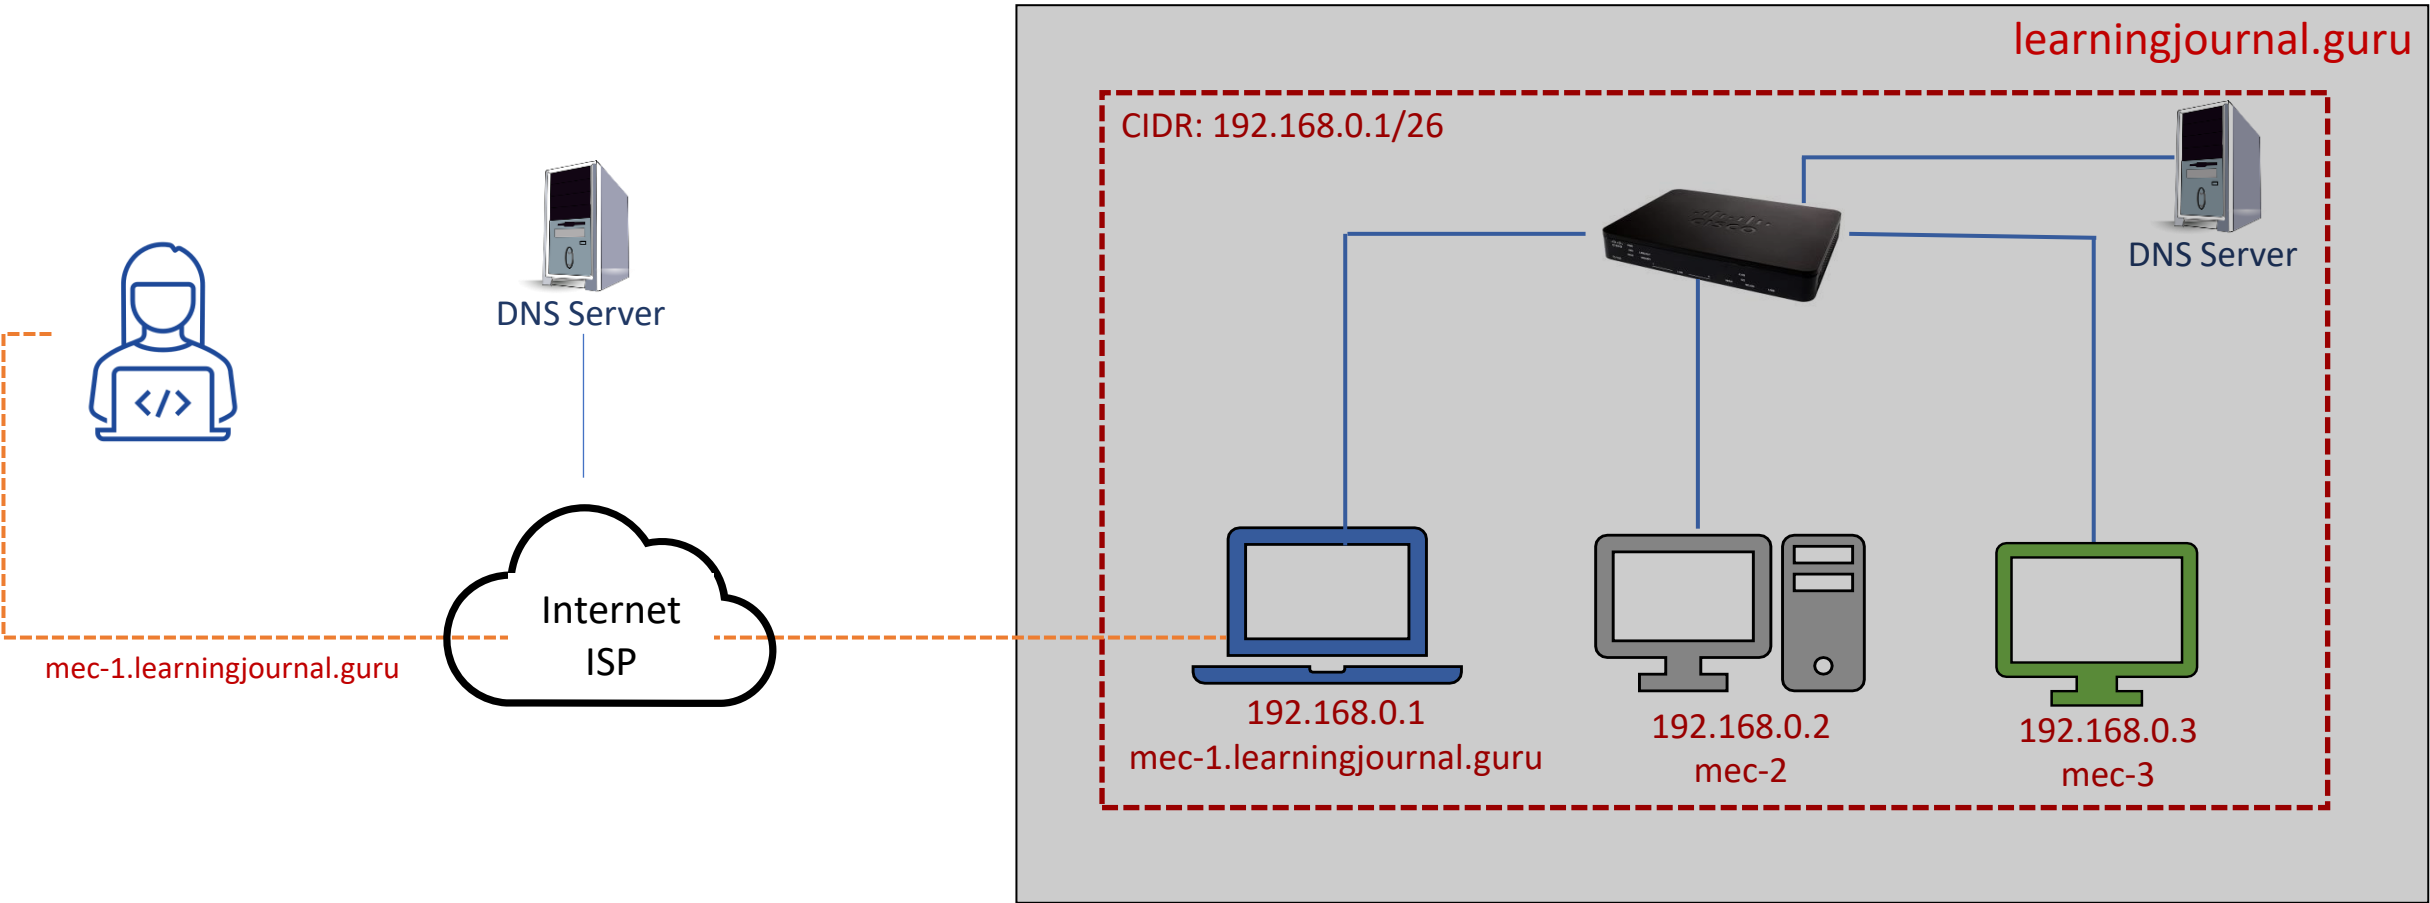 learningjournal.guru
CIDR: 192.168.0.1/26
DNS Server
DNS Server
cisco
</>
Internet
ISP
mec-1.learningjournal.guru
192.168.0.1
mec-1.learningjournal.guru
192.168.0.2
mec-2
192.168.0.3
mec-3